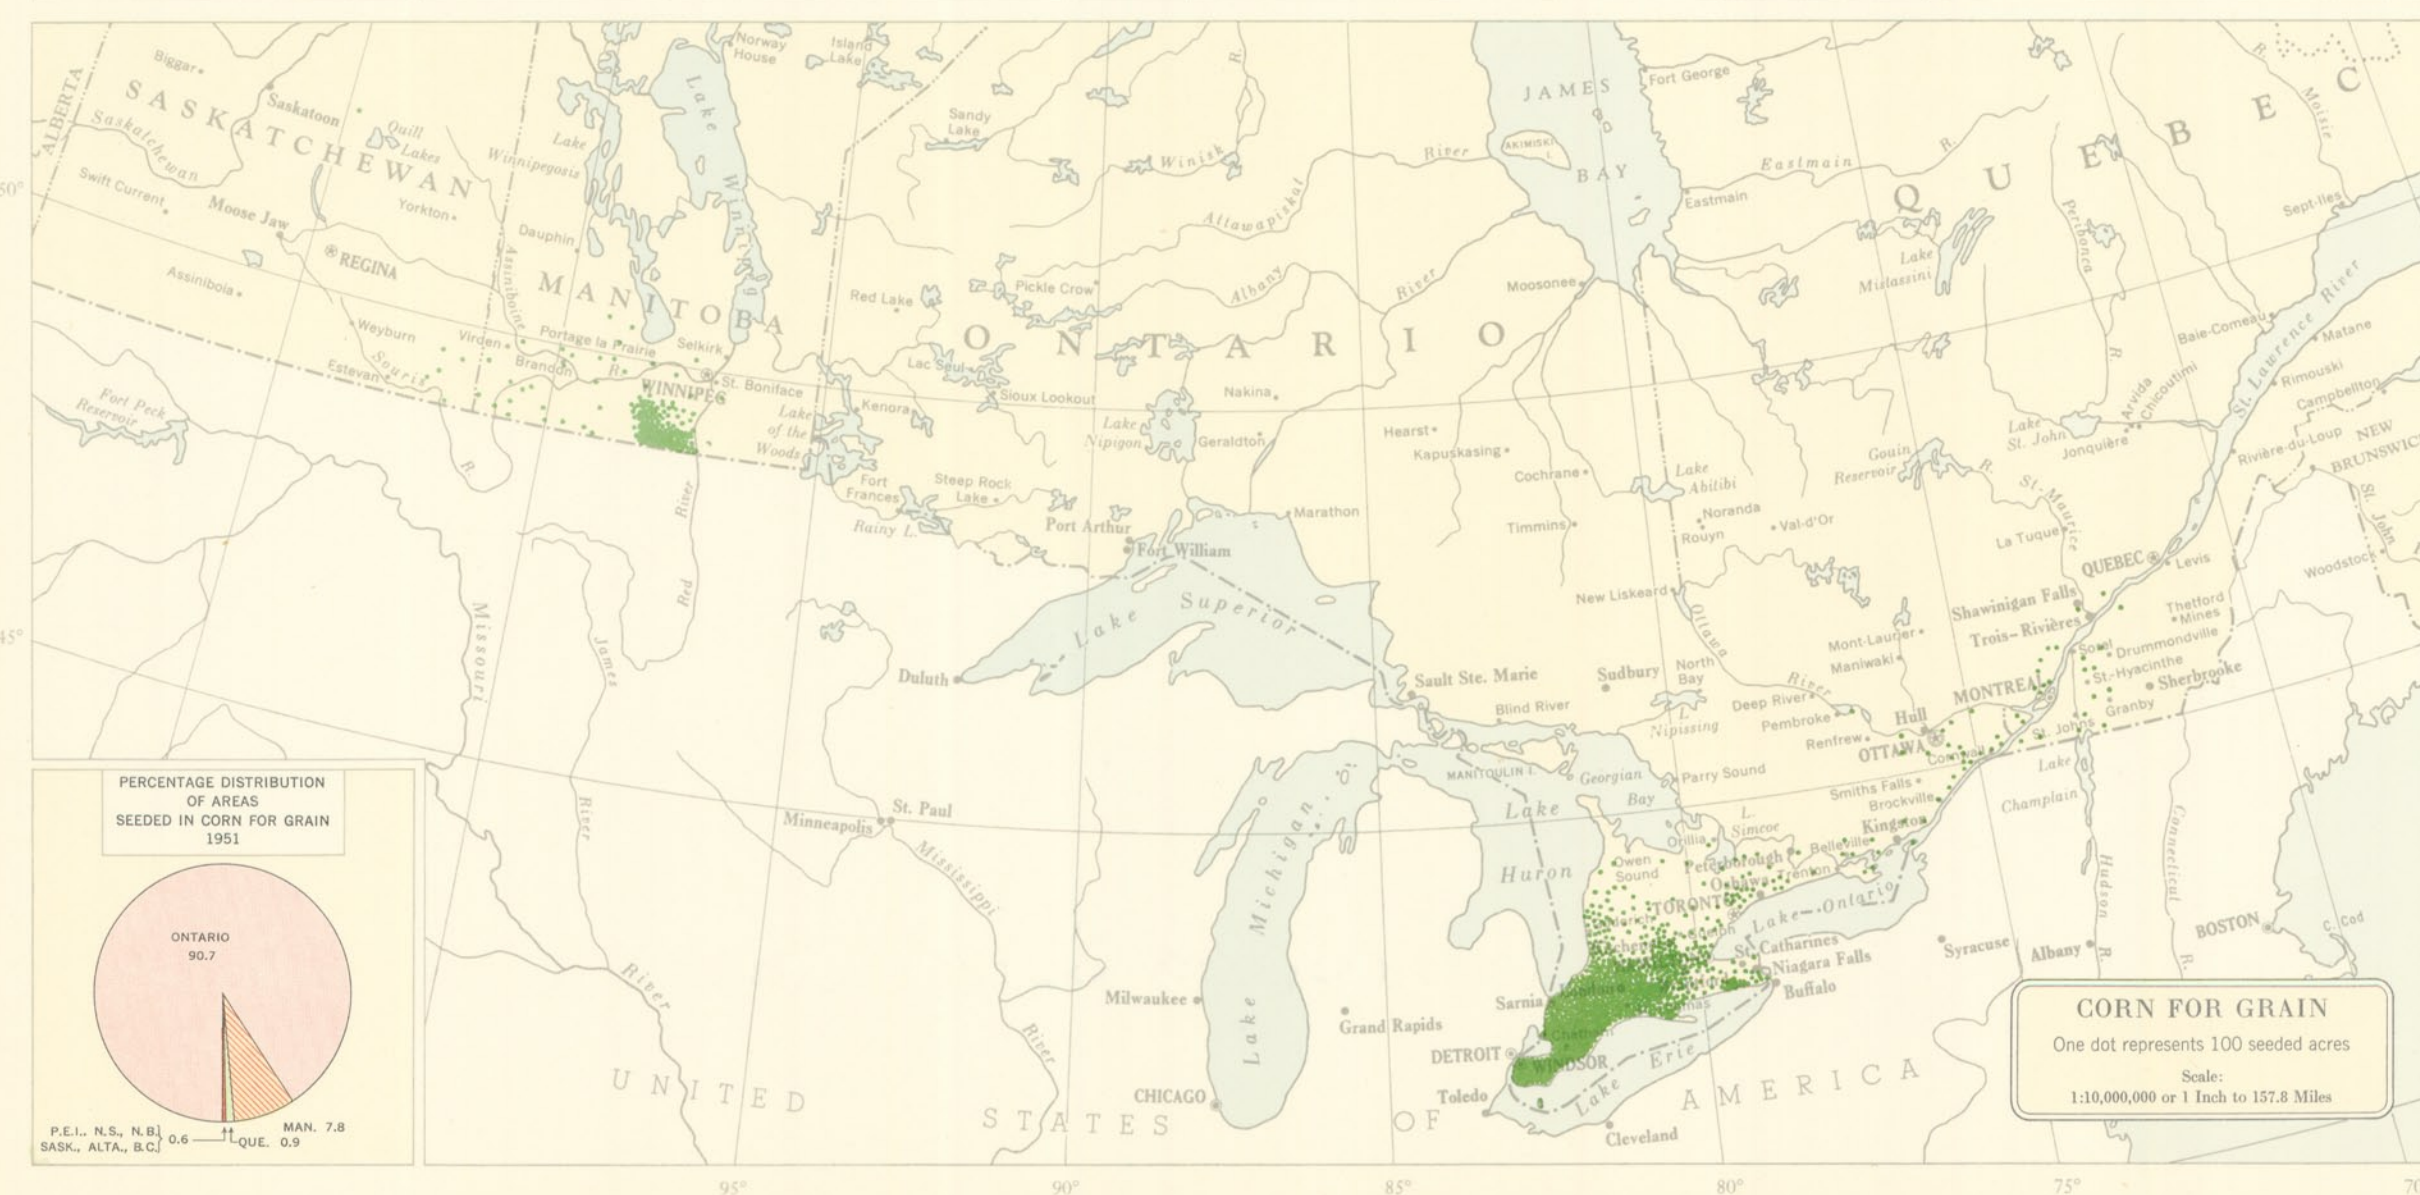 Biggar
SASKATCHEWAN
Saskatoon
Quill
Lakes
Saskatchewan
ALBERTA
Swift Current
Moose Jaw
Yorkton
REGINA
Assiniboia
Weyburn
Estevan
Souris
R.
Fort Peck
Reservoir
Virden
Brandon
Portage la Prairie
Assiniboine
R.
Dauphin
Lake
Winnipegosis
MANITOBA
Lake
Winnipeg
Norway
House
Island
Lake
Selkirk
WINNIPEG
St. Boniface
Lake
of the
Woods
Kenora
Red Lake
Lac Seul
Sioux Lookout
Sandy
Lake
Winisk
R.
Attawapiskat
River
Pickle Crow
Albany
River
ONTARIO
Nakina
Lake
Nipigon
Geraldton
Hearst
Kapuskasing
Cochrane
Timmins
Moosonee
JAMES
BAY
AKIMISKI
I.
Fort George
Eastmain
Eastmain
R.
QUEBEC
Lake
Mistassini
Peribonca
R.
Moisie
R.
Sept-Iles
Baie-Comeau
St. Lawrence River
Matane
Rimouski
Campbellton
Rivière-du-Loup
NEW
BRUNSWIC
St. John
Woodstock
Arvida
Chicoutimi
Lake
St. John
Jonquière
Gouin
Reservoir
R.
St-Maurice
La Tuque
QUEBEC
Levis
Shawinigan Falls
Trois-Rivières
Thetford
Mines
Sorel
Drummondville
St.-Hyacinthe
Sherbrooke
Granby
St. Johns
MONTREAL
Mont-Laurier
Maniwaki
Hull
OTTAWA
Cornwall
Renfrew
Pembroke
Deep River
Ottawa
River
Lake
Abitibi
Noranda
Rouyn
Val-d'Or
New Liskeard
Fort
Frances
Steep Rock
Lake
Rainy L.
Port Arthur
Fort William
Marathon
Lake Superior
Duluth
Sault Ste. Marie
Blind River
Sudbury
North
Bay
L.
Nipissing
Parry Sound
MANITOULIN I.
Georgian
Bay
Lake
Huron
Owen
Sound
Orillia
L.
Simcoe
Peterborough
Oshawa
Trenton
Belleville
Kingston
Smiths Falls
Brockville
TORONTO
Lake Ontario
St. Catharines
Niagara Falls
Buffalo
London
Sarnia
Chatham
WINDSOR
DETROIT
Toledo
Lake Erie
Cleveland
Lake
Champlain
Hudson
R.
Connecticut
R.
Syracuse
Albany
BOSTON
C. Cod
Red
River
Missouri
River
James
River
Minneapolis
St. Paul
Mississippi
River
Milwaukee
Grand Rapids
CHICAGO
Lake Michigan
UNITED STATES OF AMERICA
50°
45°
95°
90°
85°
80°
75°
70
PERCENTAGE DISTRIBUTION
OF AREAS
SEEDED IN CORN FOR GRAIN
1951
ONTARIO
90.7
MAN. 7.8
QUE. 0.9
P.E.I., N.S., N.B.
SASK., ALTA., B.C.
0.6
CORN FOR GRAIN
One dot represents 100 seeded acres
Scale:
1:10,000,000 or 1 Inch to 157.8 Miles